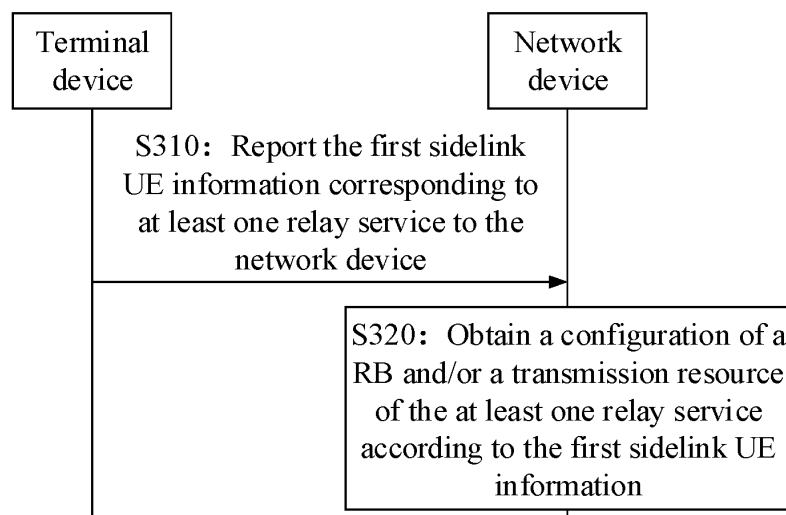 Terminal
device
Network
device
S310：Report the first sidelink
UE information corresponding to
at least one relay service to the
network device
S320：Obtain a configuration of a
RB and/or a transmission resource
of the at least one relay service
according to the first sidelink UE
information